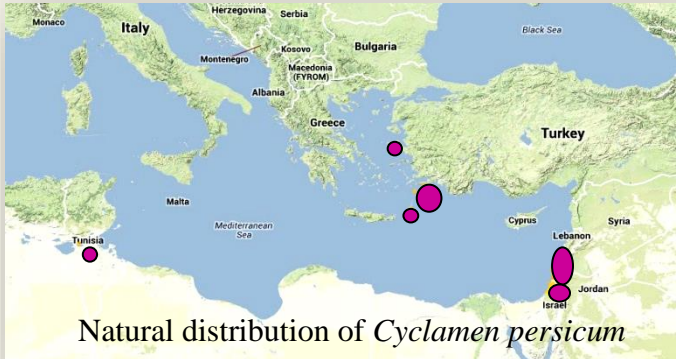 Monaco
Herzegovina
Serbia
Italy
Black Sea
Kosovo
Bulgaria
Montenegro
Macedonia
(FYROM)
Albania
Greece
Turkey
Malta
Cyprus
Syria
Mediterranean
Sea
Lebanon
Tunisia
Jordan
Israel
Natural distribution of Cyclamen persicum